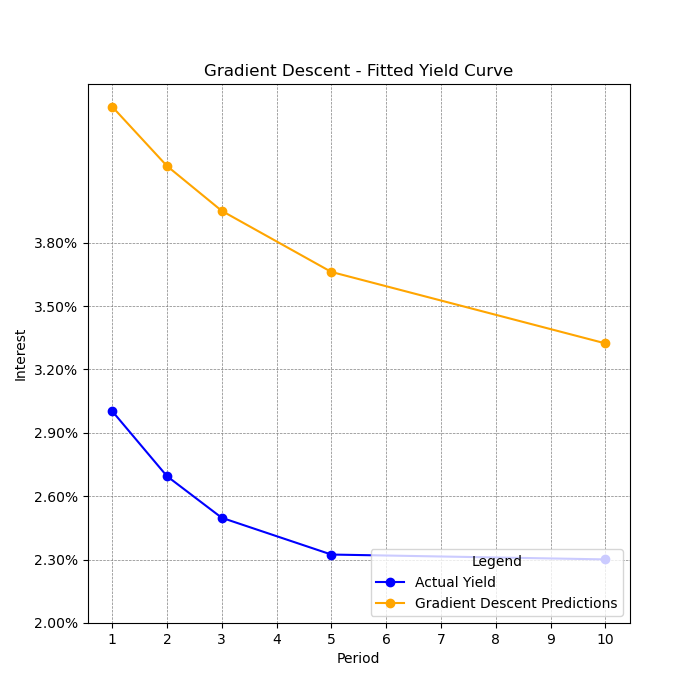 Gradient Descent - Fitted Yield Curve
Interest
3.80%
3.50%
3.20%
2.90%
2.60%
2.30%
2.00%
Legend
Actual Yield
Gradient Descent Predictions
1 2 3 4 5 6 7 8 9 10
Period